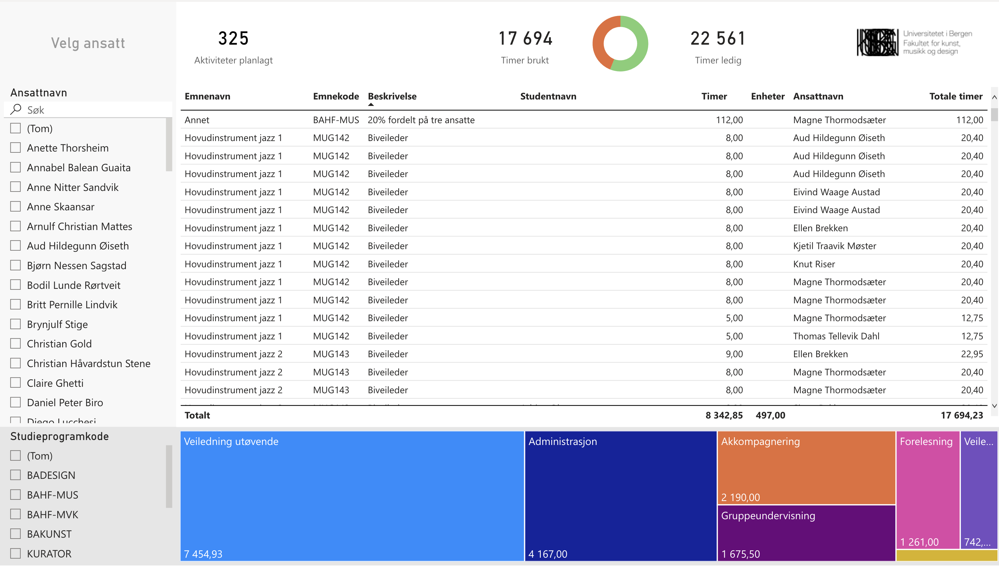 Velg ansatt
325
Aktiviteter planlagt
17 694
Timer brukt
22 561
Timer ledig
Universitetet i Bergen
Fakultet for kunst,
musikk og design
Ansattnavn
Søk
(Tom)
Anette Thorsheim
Annabel Balean Guaita
Anne Nitter Sandvik
Anne Skaansar
Arnulf Christian Mattes
Aud Hildegunn Øiseth
Bjørn Nessen Sagstad
Bodil Lunde Rørtveit
Britt Pernille Lindvik
Brynjulf Stige
Christian Gold
Christian Håvardstun Stene
Claire Ghetti
Daniel Peter Biro
Diego Lucchesi
Emnenavn Emnekode Beskrivelse Studentnavn Timer Enheter Ansattnavn Totale timer
Annet BAHF-MUS 20% fordelt på tre ansatte 112,00 Magne Thormodsæter 112,00
Hovudinstrument jazz 1 MUG142 Biveileder 8,00 Aud Hildegunn Øiseth 20,40
Hovudinstrument jazz 1 MUG142 Biveileder 8,00 Aud Hildegunn Øiseth 20,40
Hovudinstrument jazz 1 MUG142 Biveileder 8,00 Aud Hildegunn Øiseth 20,40
Hovudinstrument jazz 1 MUG142 Biveileder 8,00 Eivind Waage Austad 20,40
Hovudinstrument jazz 1 MUG142 Biveileder 8,00 Eivind Waage Austad 20,40
Hovudinstrument jazz 1 MUG142 Biveileder 8,00 Ellen Brekken 20,40
Hovudinstrument jazz 1 MUG142 Biveileder 8,00 Kjetil Traavik Møster 20,40
Hovudinstrument jazz 1 MUG142 Biveileder 8,00 Knut Riser 20,40
Hovudinstrument jazz 1 MUG142 Biveileder 8,00 Magne Thormodsæter 20,40
Hovudinstrument jazz 1 MUG142 Biveileder 8,00 Magne Thormodsæter 20,40
Hovudinstrument jazz 1 MUG142 Biveileder 5,00 Magne Thormodsæter 12,75
Hovudinstrument jazz 1 MUG142 Biveileder 5,00 Thomas Tellevik Dahl 12,75
Hovudinstrument jazz 2 MUG143 Biveileder 9,00 Ellen Brekken 22,95
Hovudinstrument jazz 2 MUG143 Biveileder 8,00 Magne Thormodsæter 20,40
Hovudinstrument jazz 2 MUG143 Biveileder 8,00 Magne Thormodsæter 20,40
Totalt 8 342,85 497,00 17 694,23
Studieprogramkode
(Tom)
BADESIGN
BAHF-MUS
BAHF-MVK
BAKUNST
KURATOR
Veiledning utøvende
7 454,93
Administrasjon
4 167,00
Akkompagnering
2 190,00
Gruppeundervisning
1 675,50
Forelesning
1 261,00
Veile...
742,...